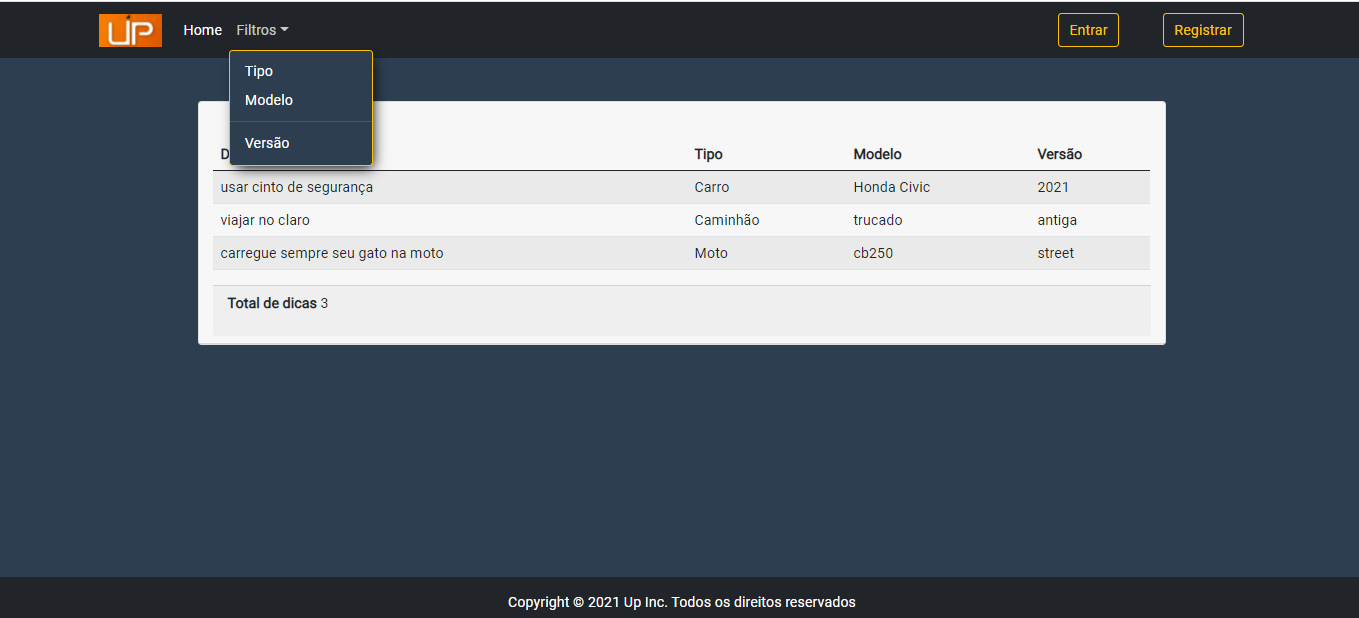 UP Home Filtros Entrar Registrar
Tipo
Modelo
Versão
Tipo Modelo Versão
usar cinto de segurança Carro Honda Civic 2021
viajar no claro Caminhão trucado antiga
carregue sempre seu gato na moto Moto cb250 street
Total de dicas 3
Copyright © 2021 Up Inc. Todos os direitos reservados